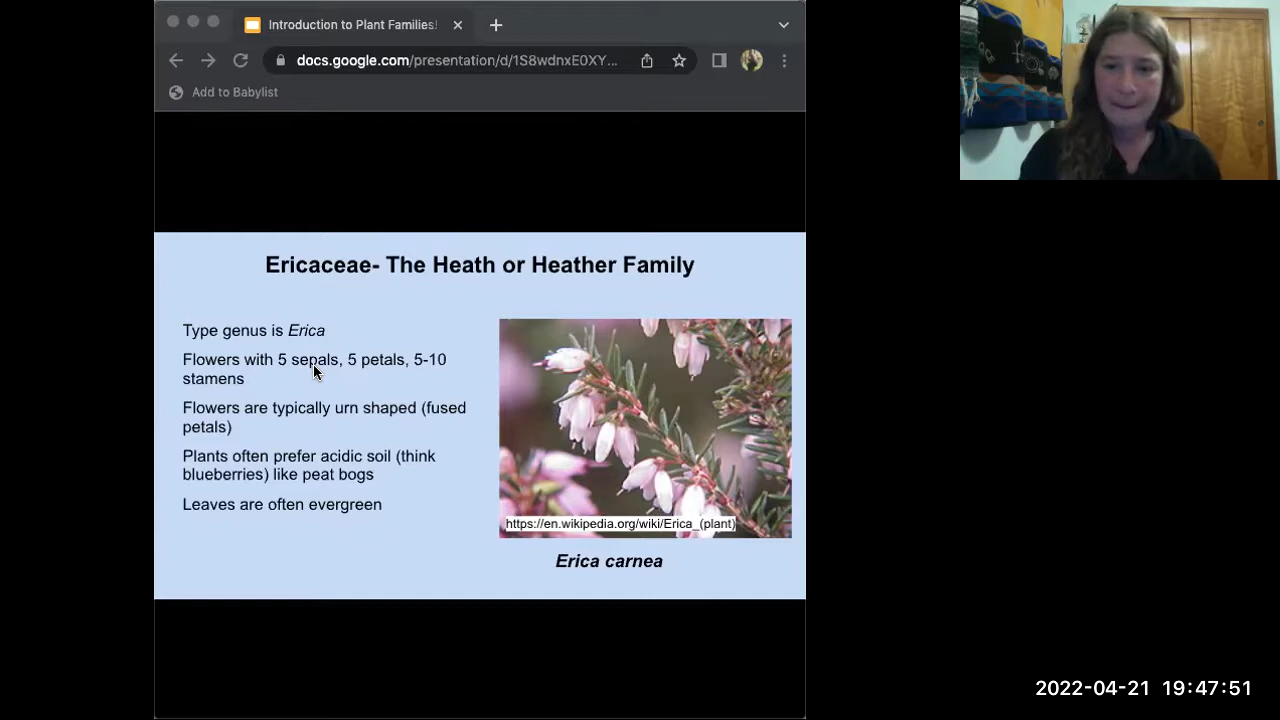 Introduction to Plant Families!
docs.google.com/presentation/d/1S8wdnxE0XY...
Add to Babylist
Ericaceae- The Heath or Heather Family
Type genus is Erica
Flowers with 5 sepals, 5 petals, 5-10
stamens
Flowers are typically urn shaped (fused
petals)
Plants often prefer acidic soil (think
blueberries) like peat bogs
Leaves are often evergreen
https://en.wikipedia.org/wiki/Erica_(plant)
Erica carnea
2022-04-21 19:47:51